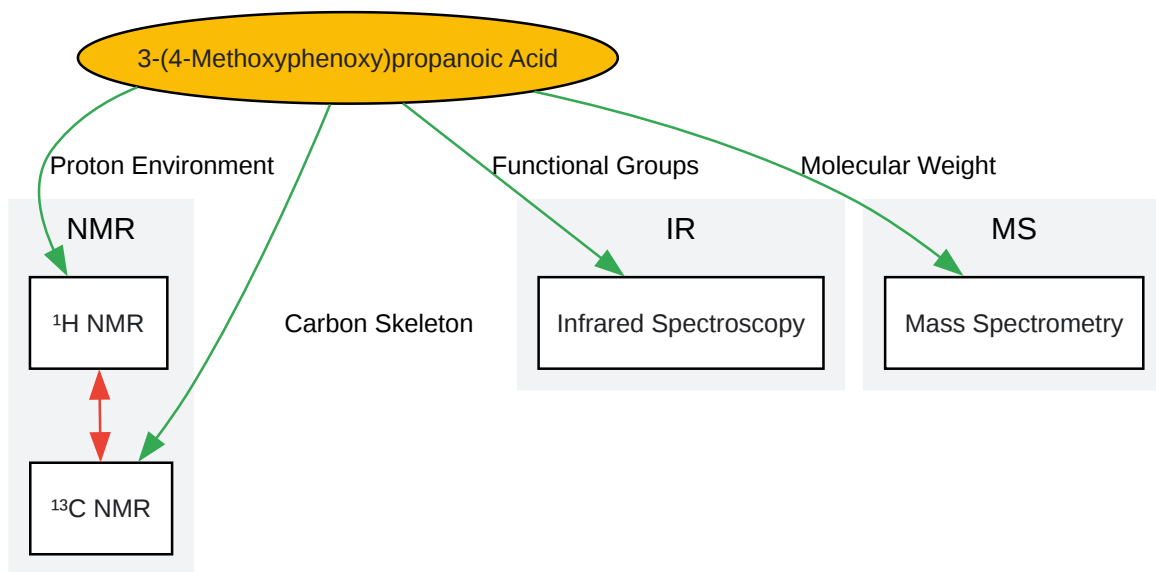 3-(4-Methoxyphenoxy)propanoic Acid
Proton Environment
Functional Groups
Molecular Weight
NMR
IR
MS
¹H NMR
Carbon Skeleton
Infrared Spectroscopy
Mass Spectrometry
¹³C NMR